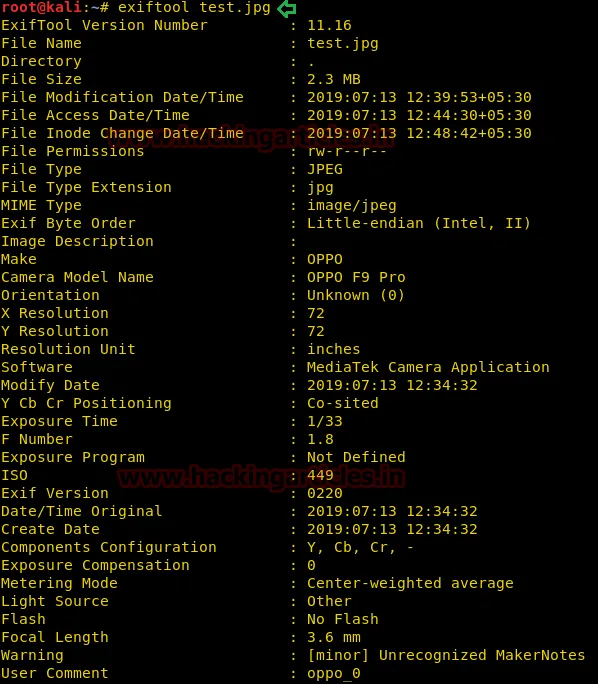 root@kali:~# exiftool test.jpg
ExifTool Version Number : 11.16
File Name : test.jpg
Directory : .
File Size : 2.3 MB
File Modification Date/Time : 2019:07:13 12:39:53+05:30
File Access Date/Time : 2019:07:13 12:44:30+05:30
File Inode Change Date/Time : 2019:07:13 12:48:42+05:30
www.hackingarticles.in
File Permissions : rw-r--r--
File Type : JPEG
File Type Extension : jpg
MIME Type : image/jpeg
Exif Byte Order : Little-endian (Intel, II)
Image Description :
Make : OPPO
Camera Model Name : OPPO F9 Pro
Orientation : Unknown (0)
X Resolution : 72
Y Resolution : 72
Resolution Unit : inches
Software : MediaTek Camera Application
Modify Date : 2019:07:13 12:34:32
Y Cb Cr Positioning : Co-sited
Exposure Time : 1/33
F Number : 1.8
Exposure Program : Not Defined
ISO : 449
www.hackingarticles.in
Exif Version : 0220
Date/Time Original : 2019:07:13 12:34:32
Create Date : 2019:07:13 12:34:32
Components Configuration : Y, Cb, Cr, -
Exposure Compensation : 0
Metering Mode : Center-weighted average
Light Source : Other
Flash : No Flash
Focal Length : 3.6 mm
Warning : [minor] Unrecognized MakerNotes
User Comment : oppo_0